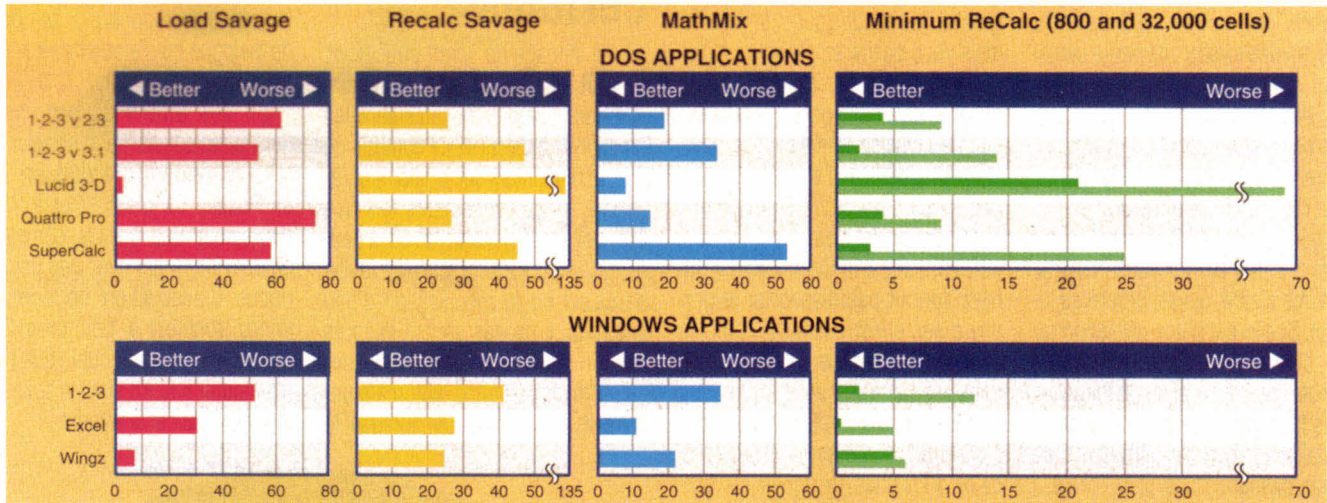 Load Savage Recalc Savage MathMix Minimum ReCalc (800 and 32,000 cells)
DOS APPLICATIONS
◄ Better Worse ► ◄ Better Worse ► ◄ Better Worse ► ◄ Better Worse ►
1-2-3 v 2.3
1-2-3 v 3.1
Lucid 3-D
Quattro Pro
SuperCalc
0 20 40 60 80 0 10 20 30 40 50 135 0 10 20 30 40 50 60 0 5 10 15 20 25 30 70
WINDOWS APPLICATIONS
◄ Better Worse ► ◄ Better Worse ► ◄ Better Worse ► ◄ Better Worse ►
1-2-3
Excel
Wingz
0 20 40 60 80 0 10 20 30 40 50 135 0 10 20 30 40 50 60 0 5 10 15 20 25 30 70